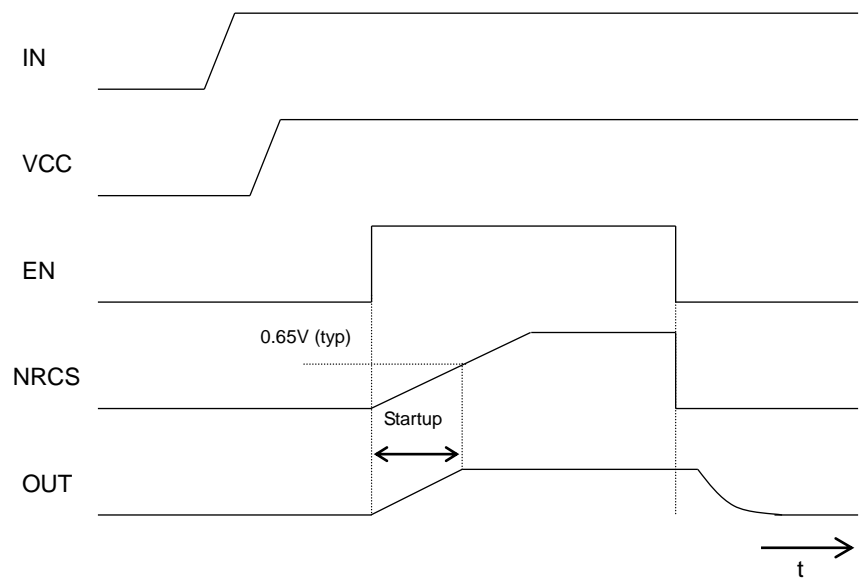 IN
VCC
EN
0.65V (typ)
NRCS
Startup
OUT
t